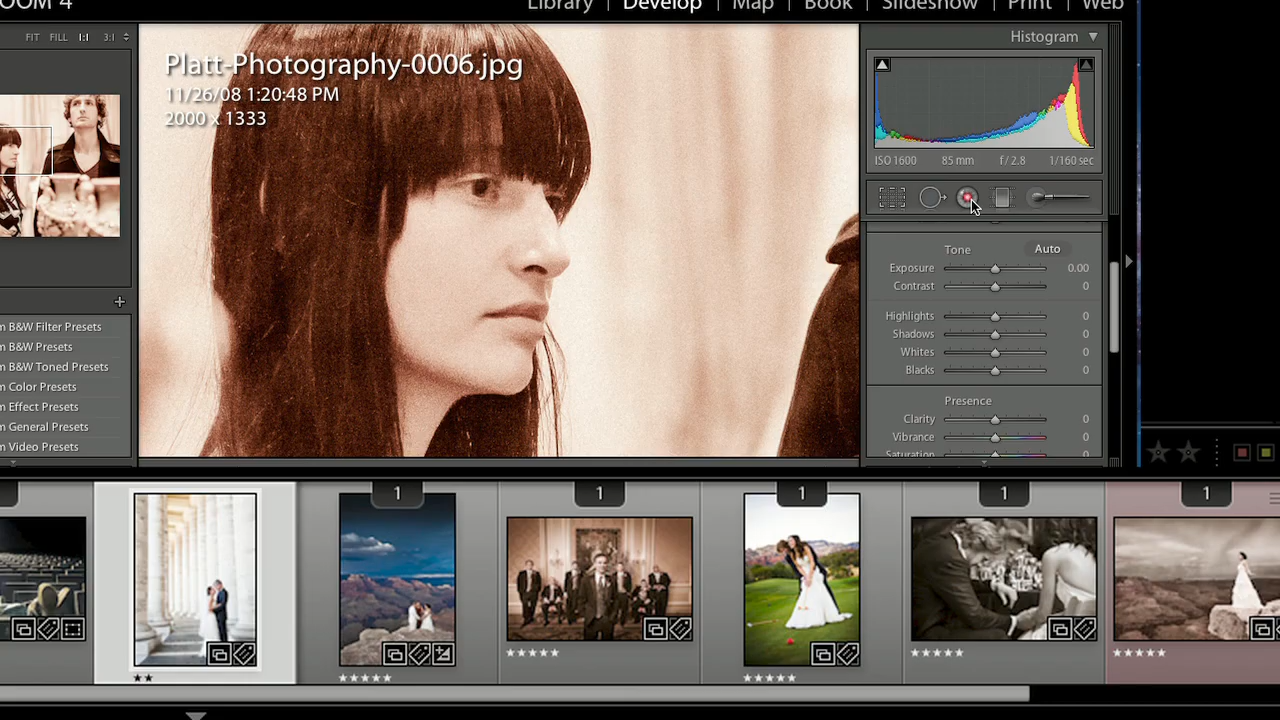 OOM 4
Library | Develop | Map | Book | Slideshow | Print | Web
FIT FILL 1:1 3:1
Histogram
Platt-Photography-0006.jpg
11/26/08 1:20:48 PM
2000 x 1333
ISO 1600 85 mm f / 2.8 1/160 sec
Tone Auto
Exposure 0.00
Contrast 0
Highlights 0
Shadows 0
Whites 0
Blacks 0
Presence
Clarity 0
Vibrance 0
Saturation 0
m B&W Filter Presets
m B&W Presets
m B&W Toned Presets
m Color Presets
m Effect Presets
m General Presets
m Video Presets
1 1 1 1 1